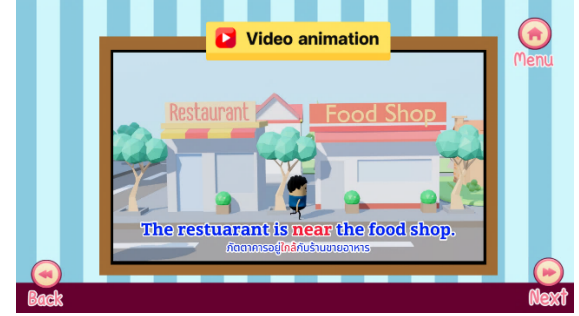 Video animation
Menu
Restaurant
Food Shop
The restuarant is near the food shop.
ภัตตาคารอยู่ใกล้กับร้านขายอาหาร
Back
Next